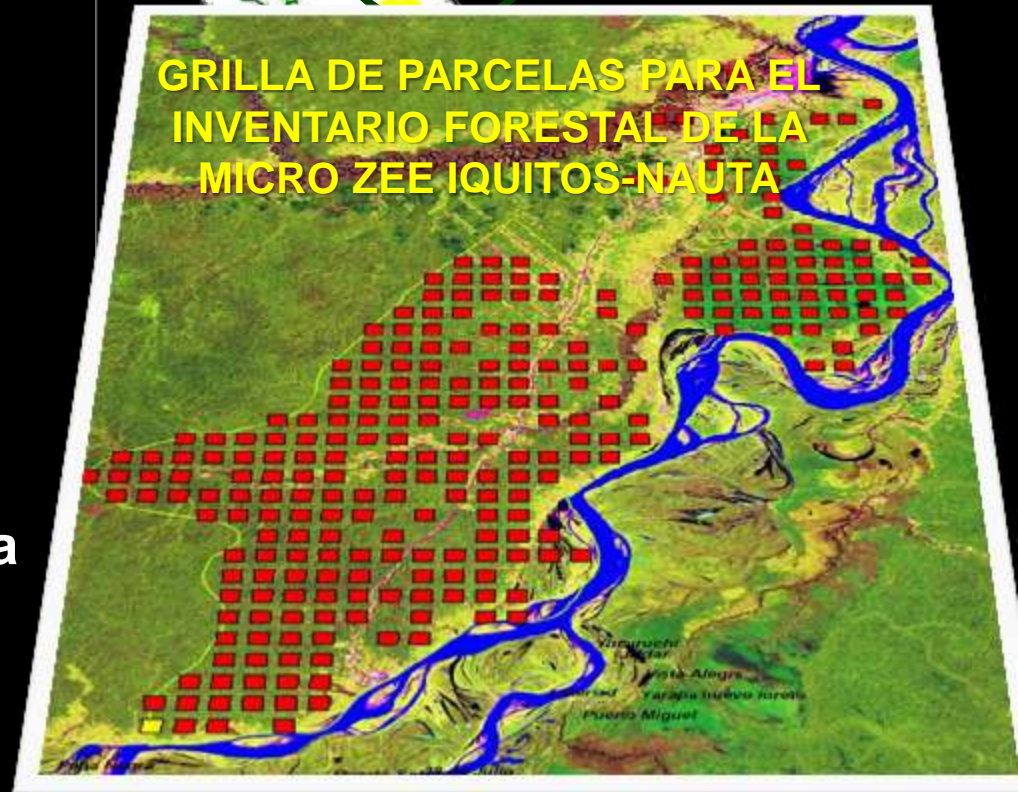 GRILLA DE PARCELAS PARA EL
INVENTARIO FORESTAL DE LA
MICRO ZEE IQUITOS-NAUTA
a
Vista Alegre
Puerto Miguel